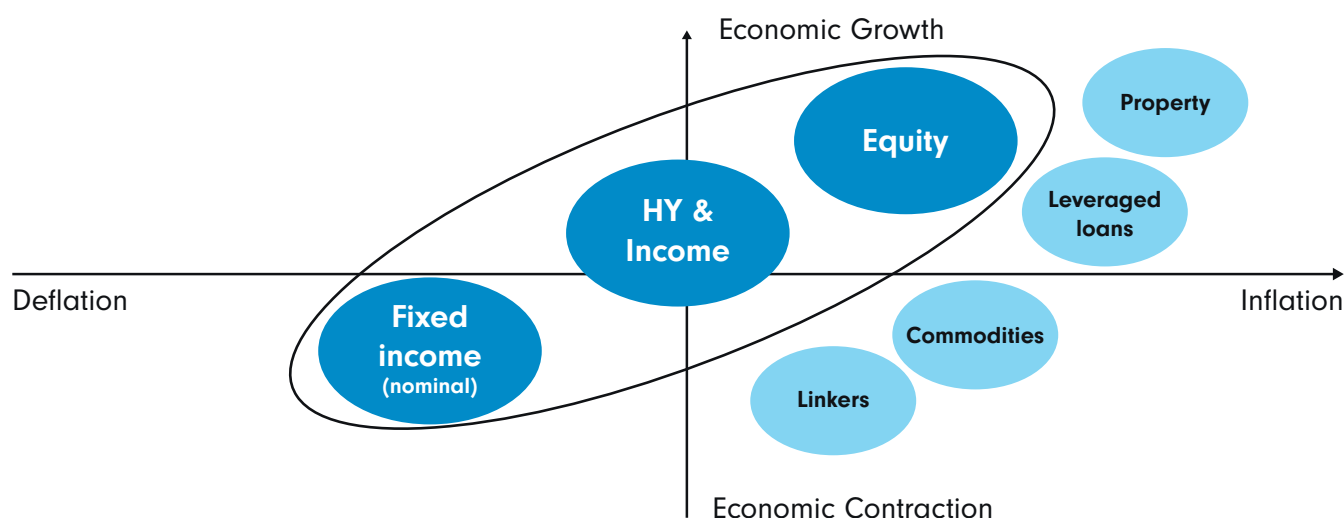 Economic Growth
Property
Equity
Leveraged
loans
HY &
Income
Deflation
Inflation
Fixed
income
(nominal)
Commodities
Linkers
Economic Contraction